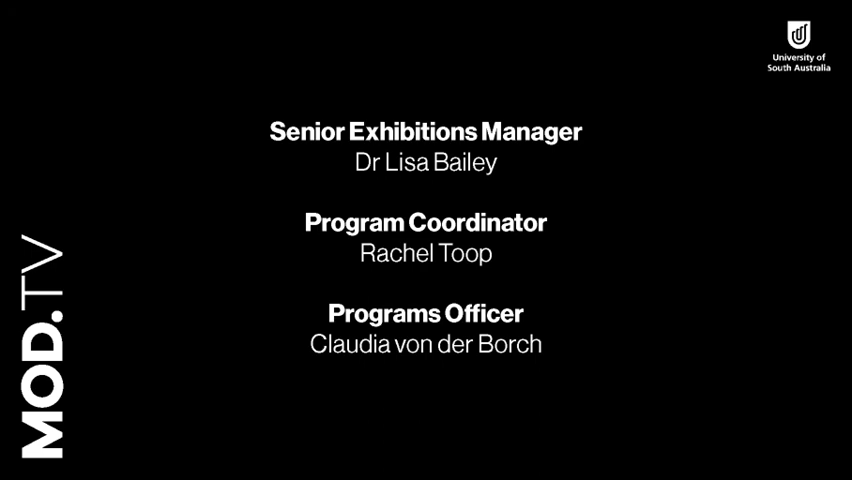 University of
South Australia
Senior Exhibitions Manager
Dr Lisa Bailey
Program Coordinator
Rachel Toop
Programs Officer
Claudia von der Borch
MOD.TV